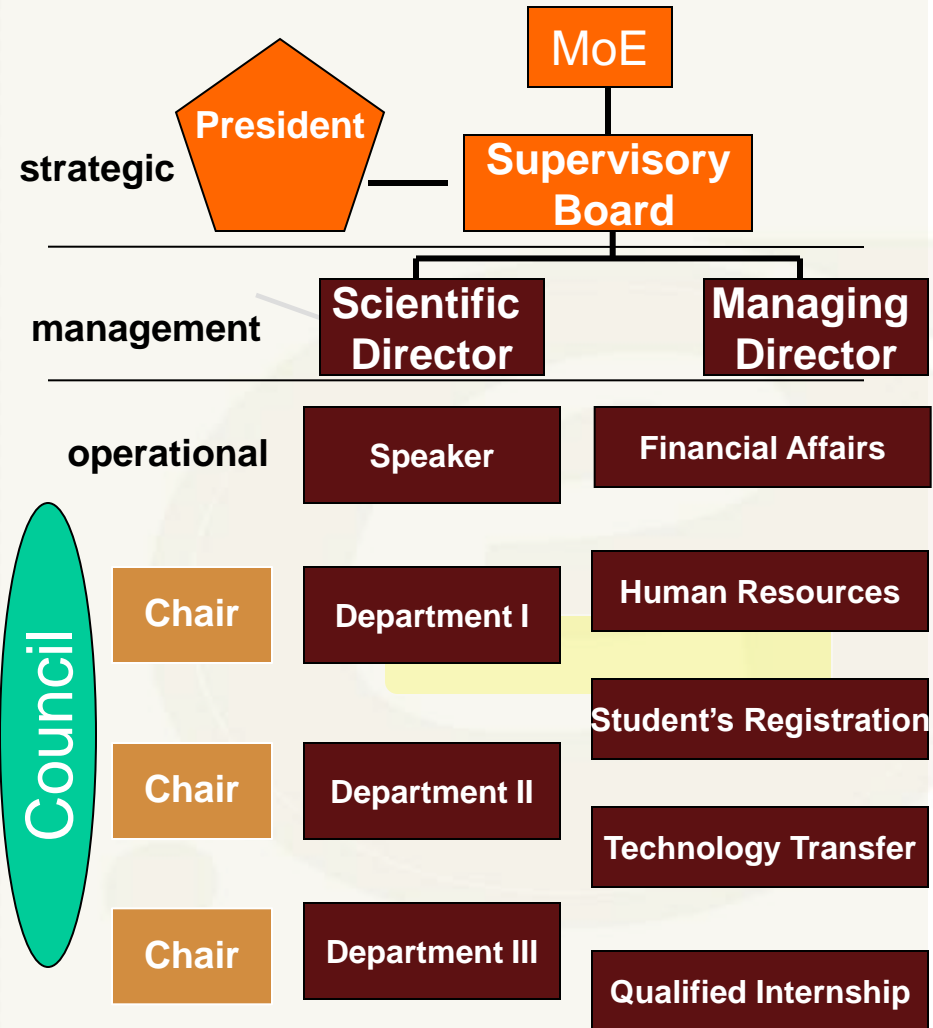 MoE
President
strategic
Supervisory
Board
management
Scientific
Director
Managing
Director
operational
Speaker
Financial Affairs
Council
Chair
Department I
Human Resources
Student’s Registration
Chair
Department II
Technology Transfer
Chair
Department III
Qualified Internship